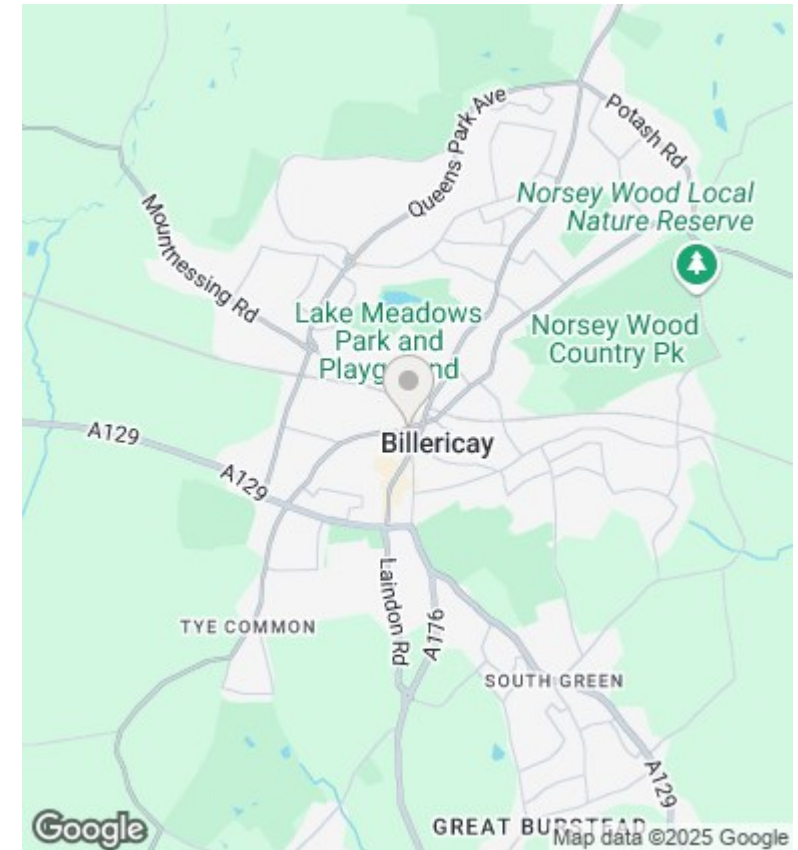 Queens Park Ave
Potash Rd
Norsey Wood Local
Nature Reserve
Mountnessing Rd
Lake Meadows
Park and
Playground
Norsey Wood
Country Pk
A129
Billericay
A129
Laindon Rd
A176
TYE COMMON
SOUTH GREEN
A129
GREAT BURSTEAD
Google
Map data ©2025 Google